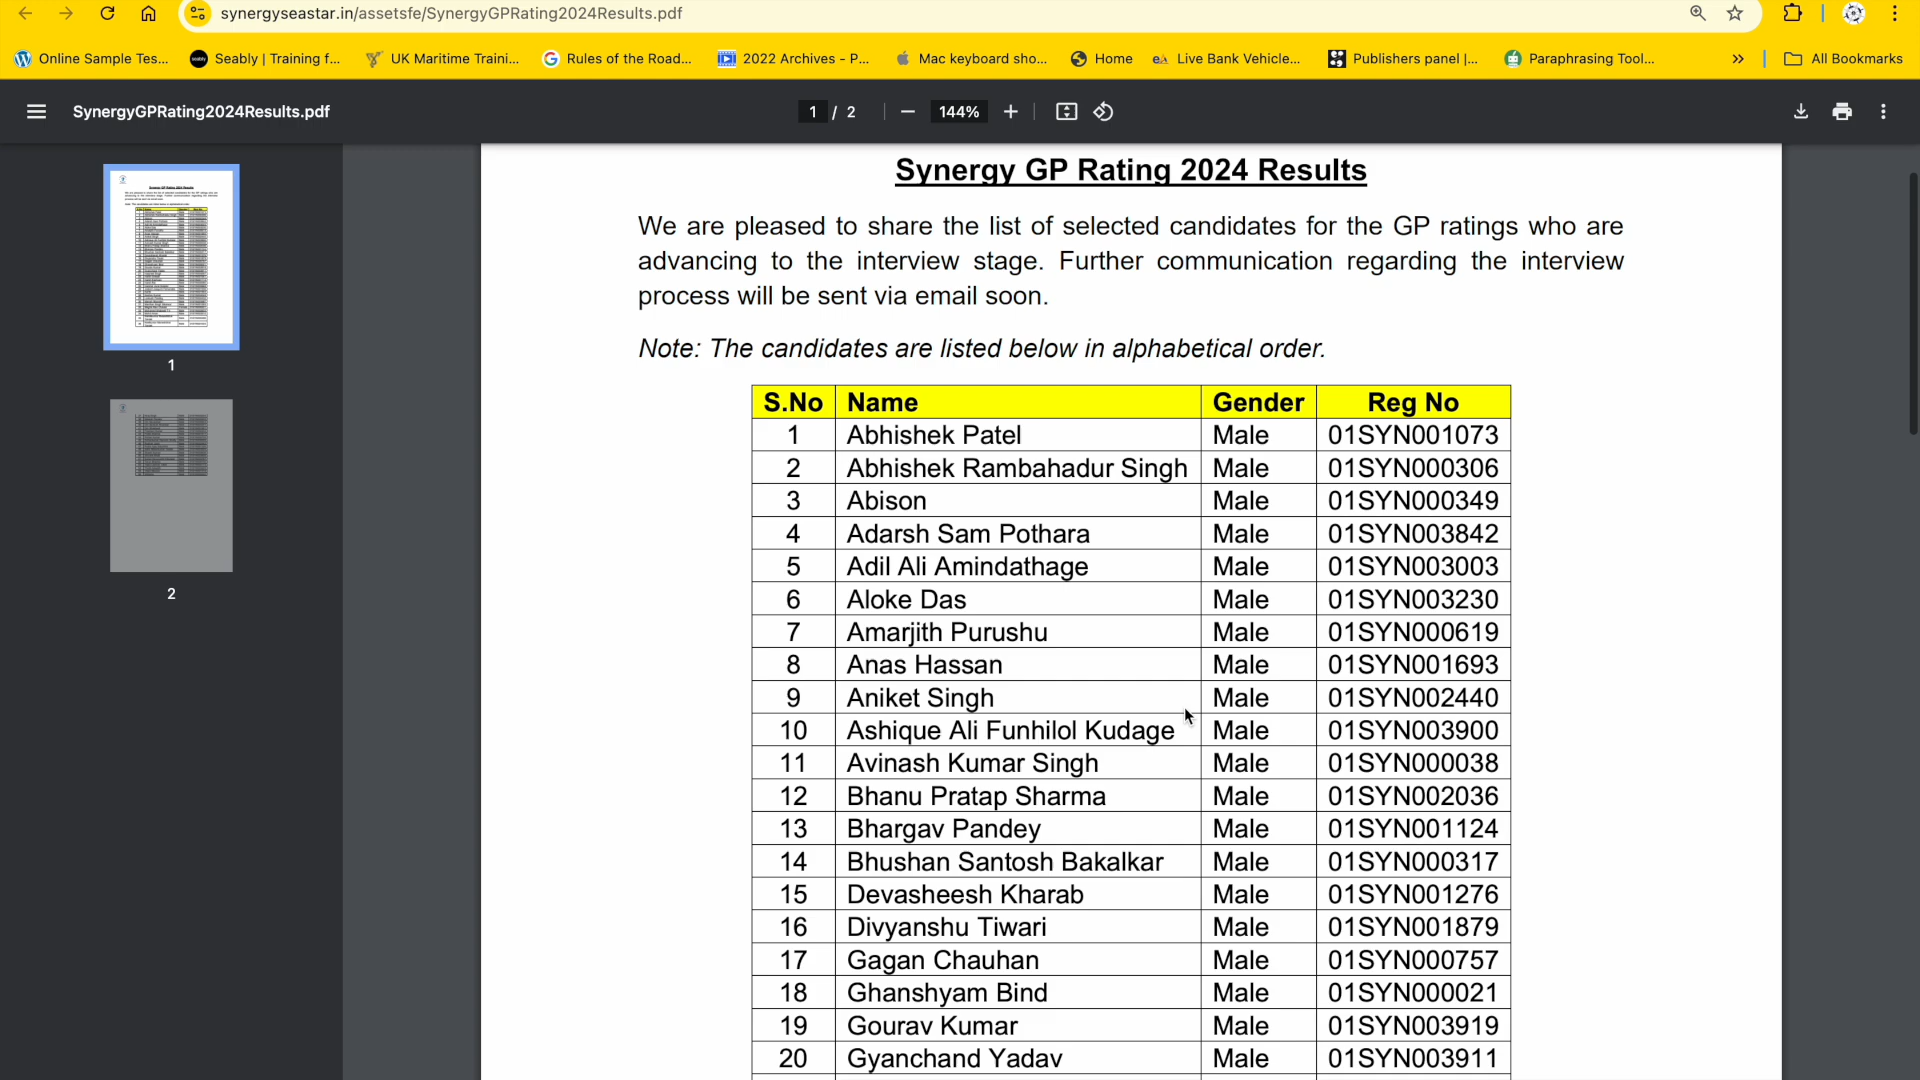 synergyseastar.in/assetsfe/SynergyGPRating2024Results.pdf
Online Sample Tes... Seably | Training f... UK Maritime Traini... Rules of the Road... 2022 Archives - P... Mac keyboard sho... Home Live Bank Vehicle... Publishers panel |... Paraphrasing Tool... » All Bookmarks
SynergyGPRating2024Results.pdf 1 / 2 − 144% +
1
2
Synergy GP Rating 2024 Results
We are pleased to share the list of selected candidates for the GP ratings who are
advancing to the interview stage. Further communication regarding the interview
process will be sent via email soon.
Note: The candidates are listed below in alphabetical order.
S.No Name Gender Reg No
1 Abhishek Patel Male 01SYN001073
2 Abhishek Rambahadur Singh Male 01SYN000306
3 Abison Male 01SYN000349
4 Adarsh Sam Pothara Male 01SYN003842
5 Adil Ali Amindathage Male 01SYN003003
6 Aloke Das Male 01SYN003230
7 Amarjith Purushu Male 01SYN000619
8 Anas Hassan Male 01SYN001693
9 Aniket Singh Male 01SYN002440
10 Ashique Ali Funhilol Kudage Male 01SYN003900
11 Avinash Kumar Singh Male 01SYN000038
12 Bhanu Pratap Sharma Male 01SYN002036
13 Bhargav Pandey Male 01SYN001124
14 Bhushan Santosh Bakalkar Male 01SYN000317
15 Devasheesh Kharab Male 01SYN001276
16 Divyanshu Tiwari Male 01SYN001879
17 Gagan Chauhan Male 01SYN000757
18 Ghanshyam Bind Male 01SYN000021
19 Gourav Kumar Male 01SYN003919
20 Gyanchand Yadav Male 01SYN003911